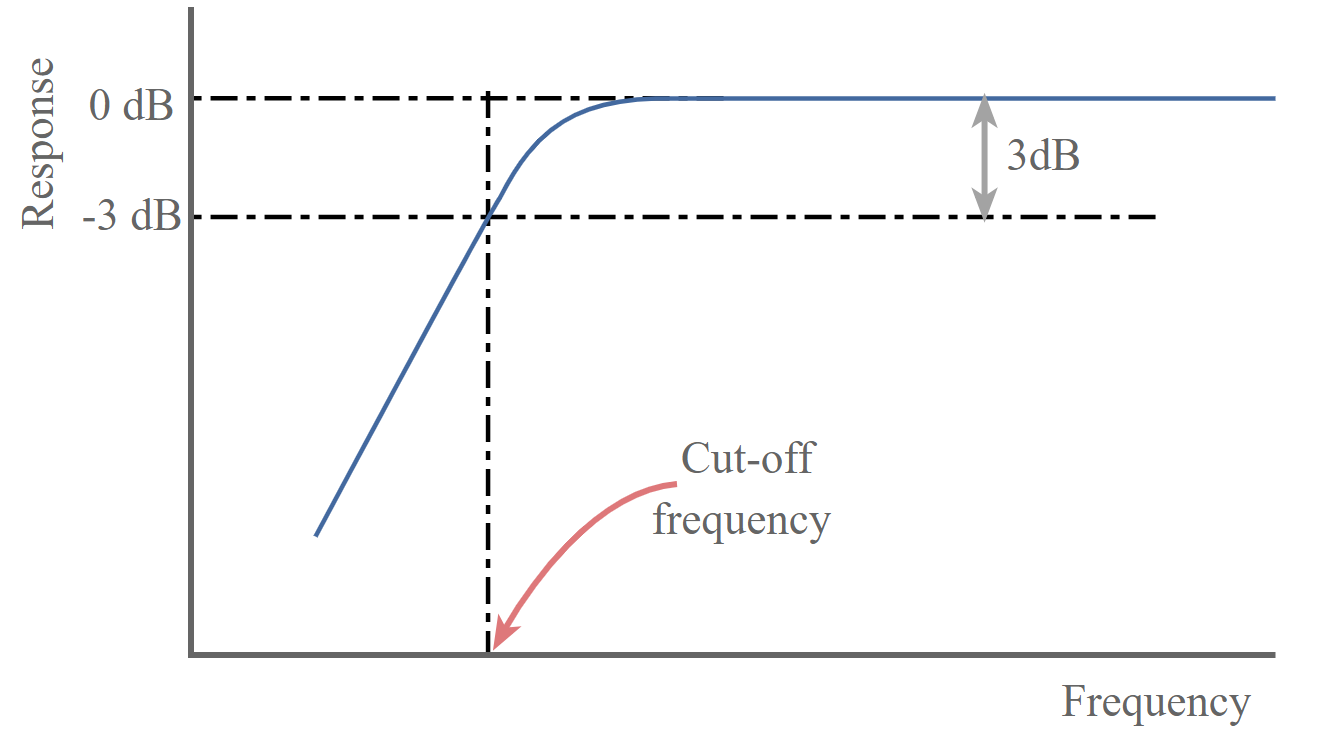 Response
0 dB
-3 dB
3dB
Cut-off
frequency
Frequency